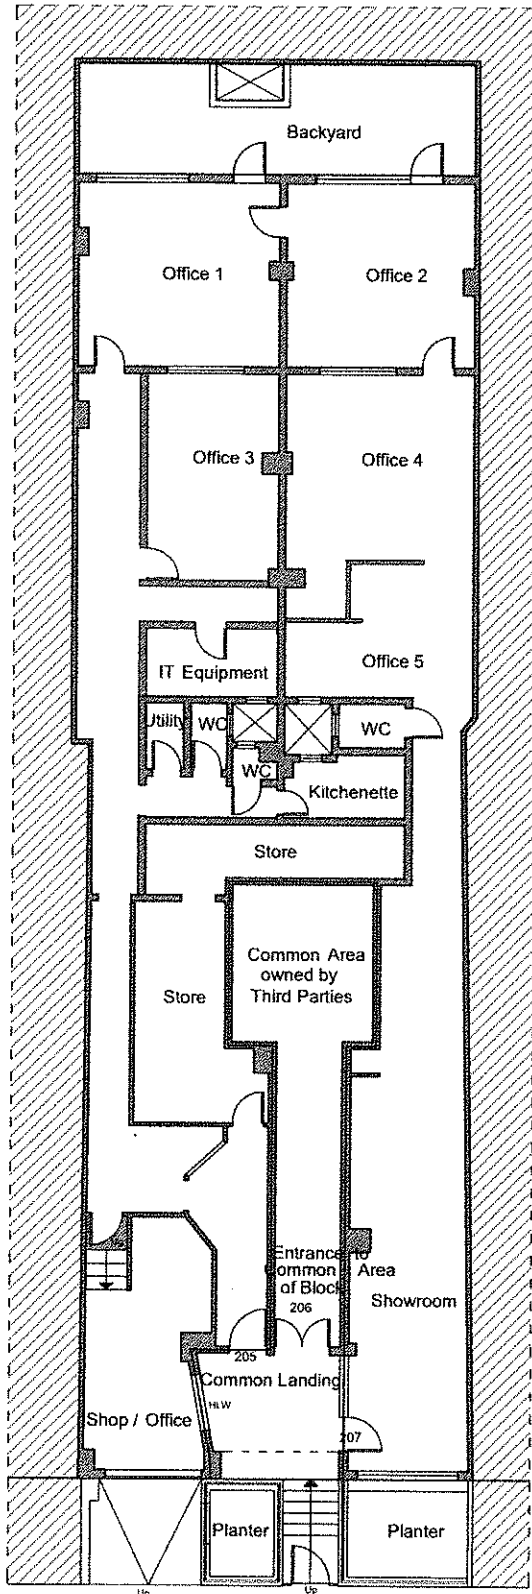 Backyard
Office 1
Office 2
Office 3
Office 4
IT Equipment
Office 5
Utility
WC
WC
WC
Kitchenette
Store
Common Area
owned by
Third Parties
Store
Entrance to
Common Area
of Block
206
Showroom
205
Common Landing
HLW
Shop / Office
207
Planter
Planter
Up
Up